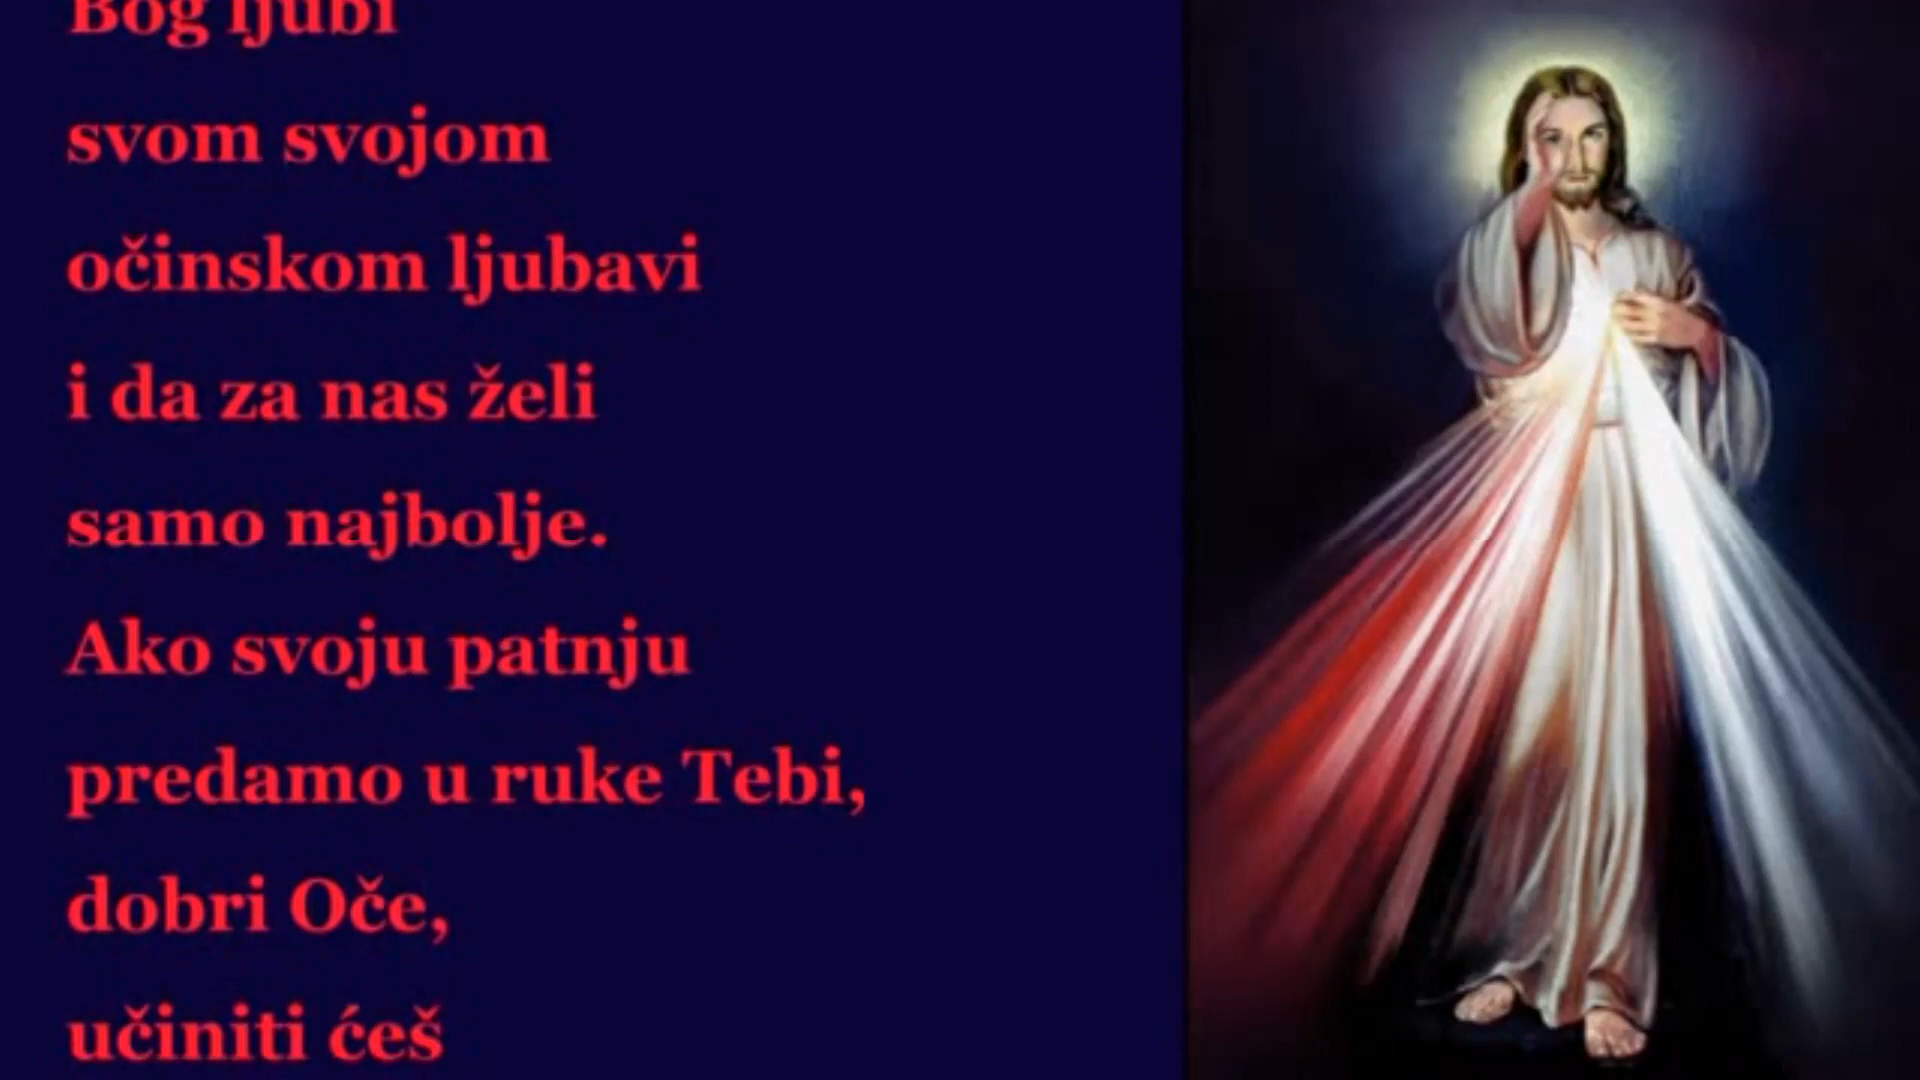 Bog ljubi
svom svojom
očinskom ljubavi
i da za nas želi
samo najbolje.
Ako svoju patnju
predamo u ruke Tebi,
dobri Oče,
učiniti ćeš